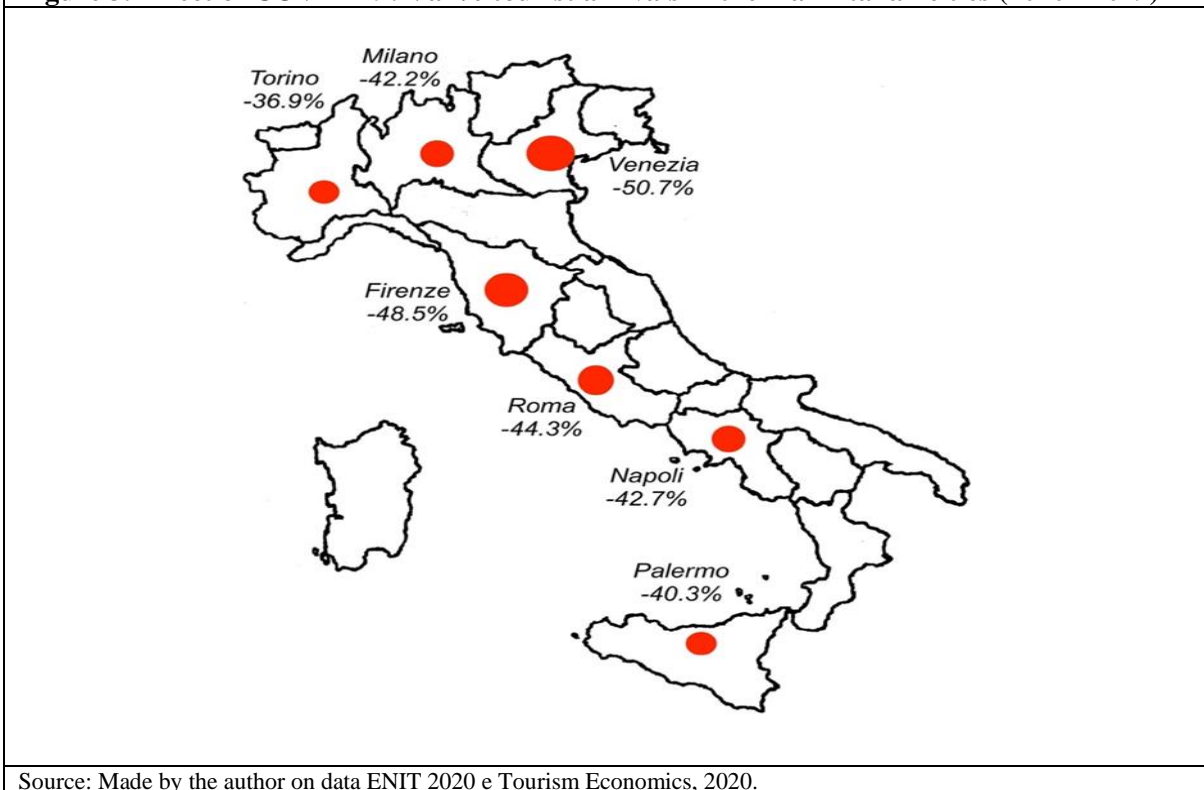 Milano
-42.2%
Torino
-36.9%
Venezia
-50.7%
Firenze
-48.5%
Roma
-44.3%
Napoli
-42.7%
Palermo
-40.3%
Source: Made by the author on data ENIT 2020 e Tourism Economics, 2020.